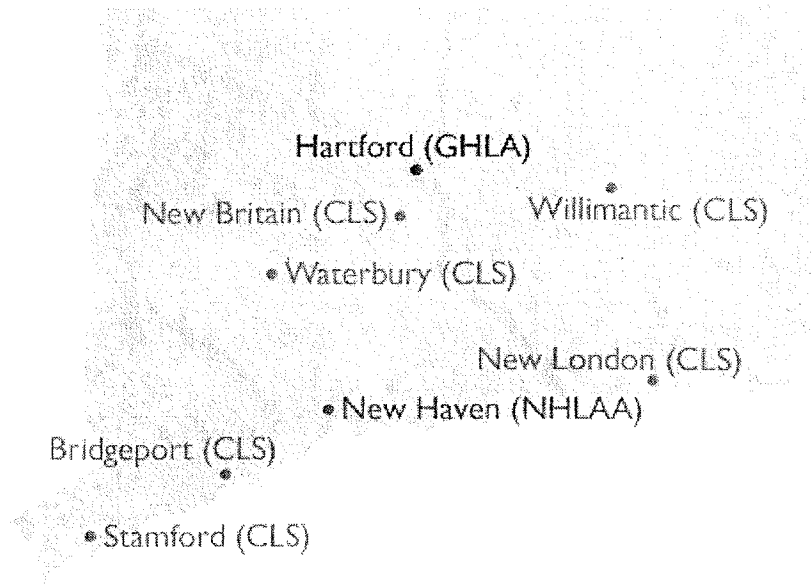 Hartford (GHLA)
New Britain (CLS)
Willimantic (CLS)
Waterbury (CLS)
New London (CLS)
New Haven (NHLAA)
Bridgeport (CLS)
Stamford (CLS)